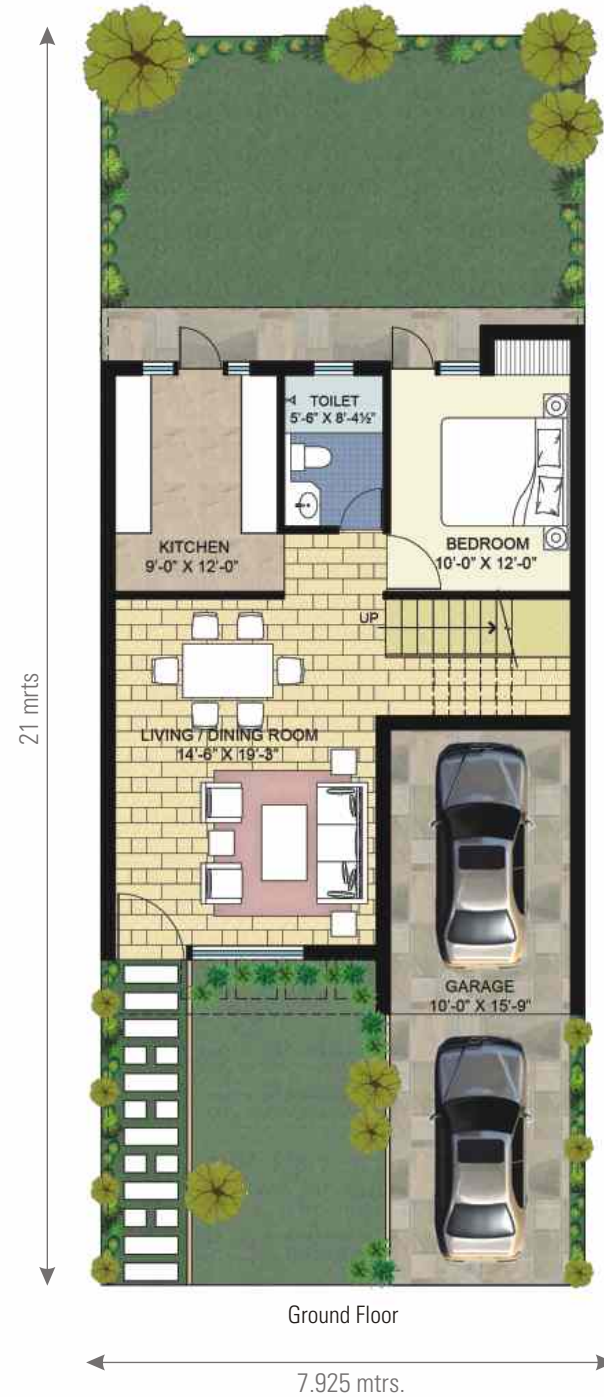 TOILET
5'-6" X 8'-4½"
KITCHEN
9'-0" X 12'-0"
BEDROOM
10'-0" X 12'-0"
UP
LIVING / DINING ROOM
14'-6" X 19'-3"
21 mrts
GARAGE
10'-0" X 15'-9"
Ground Floor
7.925 mtrs.